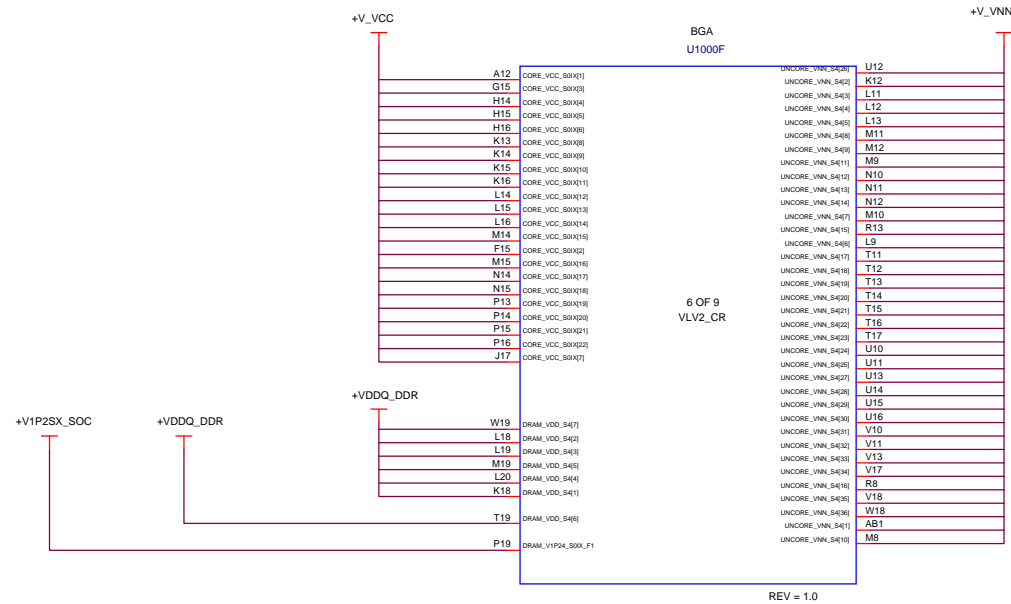 +V_VCC
+V_VNN
BGA
U1000F
A12 CORE_VCC_S0IX[1]
G15 CORE_VCC_S0IX[3]
H14 CORE_VCC_S0IX[4]
H15 CORE_VCC_S0IX[5]
H16 CORE_VCC_S0IX[6]
K13 CORE_VCC_S0IX[8]
K14 CORE_VCC_S0IX[9]
K15 CORE_VCC_S0IX[10]
K16 CORE_VCC_S0IX[11]
L14 CORE_VCC_S0IX[12]
L15 CORE_VCC_S0IX[13]
L16 CORE_VCC_S0IX[14]
M14 CORE_VCC_S0IX[15]
F15 CORE_VCC_S0IX[2]
M15 CORE_VCC_S0IX[16]
N14 CORE_VCC_S0IX[17]
N15 CORE_VCC_S0IX[18]
P13 CORE_VCC_S0IX[19]
P14 CORE_VCC_S0IX[20]
P15 CORE_VCC_S0IX[21]
P16 CORE_VCC_S0IX[22]
J17 CORE_VCC_S0IX[7]
+VDDQ_DDR
+V1P2SX_SOC
+VDDQ_DDR
W19 DRAM_VDD_S4[7]
L18 DRAM_VDD_S4[2]
L19 DRAM_VDD_S4[3]
M19 DRAM_VDD_S4[5]
L20 DRAM_VDD_S4[4]
K18 DRAM_VDD_S4[1]
T19 DRAM_VDD_S4[6]
P19 DRAM_V1P24_S0IX_F1
6 OF 9
VLV2_CR
UNCORE_VNN_S4[26] U12
UNCORE_VNN_S4[2] K12
UNCORE_VNN_S4[3] L11
UNCORE_VNN_S4[4] L12
UNCORE_VNN_S4[5] L13
UNCORE_VNN_S4[8] M11
UNCORE_VNN_S4[9] M12
UNCORE_VNN_S4[11] M9
UNCORE_VNN_S4[12] N10
UNCORE_VNN_S4[13] N11
UNCORE_VNN_S4[14] N12
UNCORE_VNN_S4[7] M10
UNCORE_VNN_S4[15] R13
UNCORE_VNN_S4[6] L9
UNCORE_VNN_S4[17] T11
UNCORE_VNN_S4[18] T12
UNCORE_VNN_S4[19] T13
UNCORE_VNN_S4[20] T14
UNCORE_VNN_S4[21] T15
UNCORE_VNN_S4[22] T16
UNCORE_VNN_S4[23] T17
UNCORE_VNN_S4[24] U10
UNCORE_VNN_S4[25] U11
UNCORE_VNN_S4[27] U13
UNCORE_VNN_S4[28] U14
UNCORE_VNN_S4[29] U15
UNCORE_VNN_S4[30] U16
UNCORE_VNN_S4[31] V10
UNCORE_VNN_S4[32] V11
UNCORE_VNN_S4[33] V13
UNCORE_VNN_S4[34] V17
UNCORE_VNN_S4[16] R8
UNCORE_VNN_S4[35] V18
UNCORE_VNN_S4[36] W18
UNCORE_VNN_S4[1] AB1
UNCORE_VNN_S4[10] M8
REV = 1.0